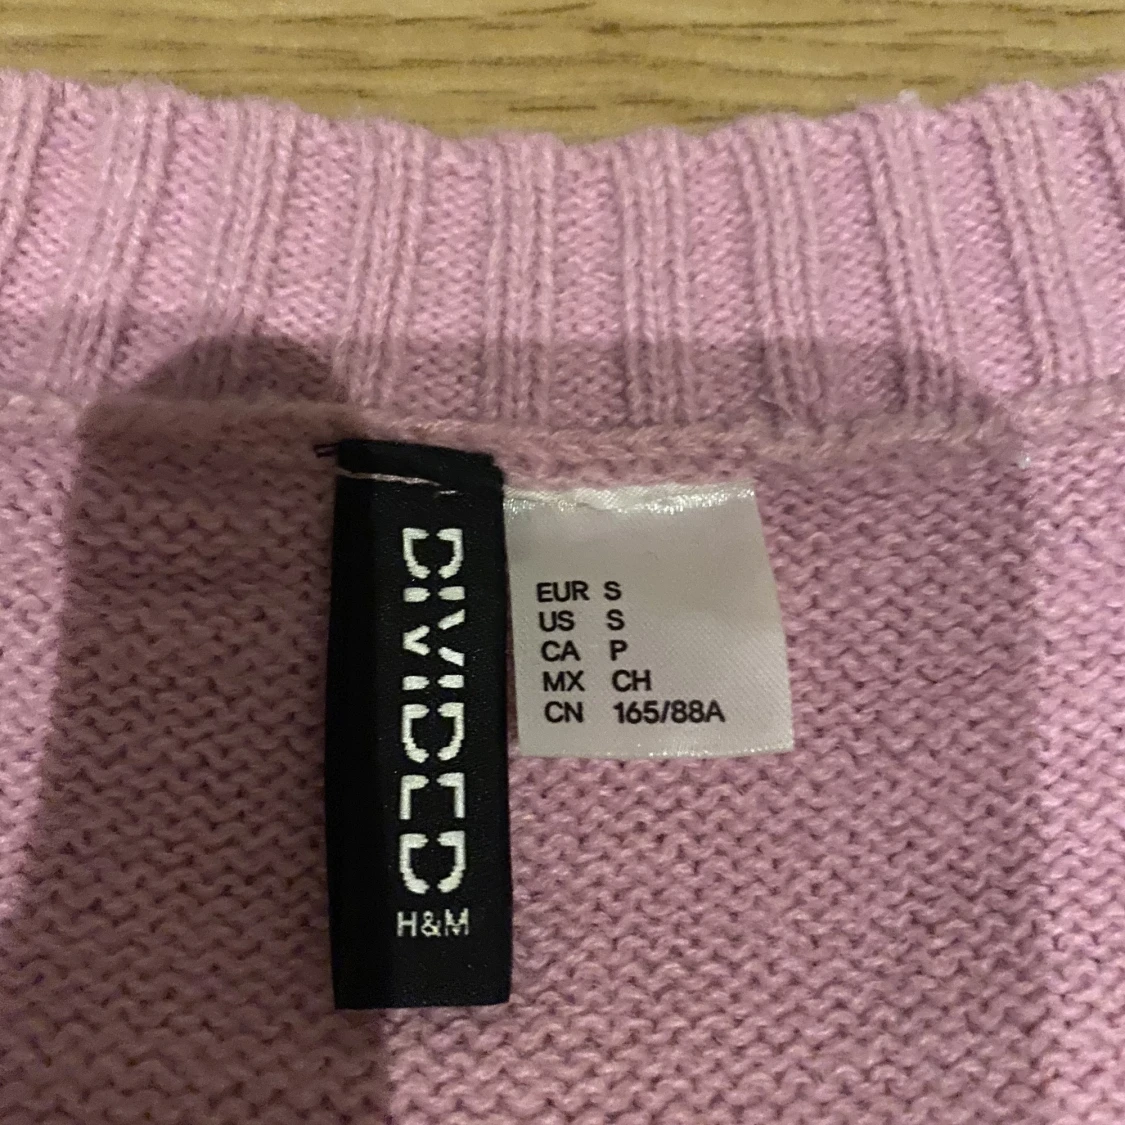 DIVIDED
H&M
EUR S
US S
CA P
MX CH
CN 165/88A